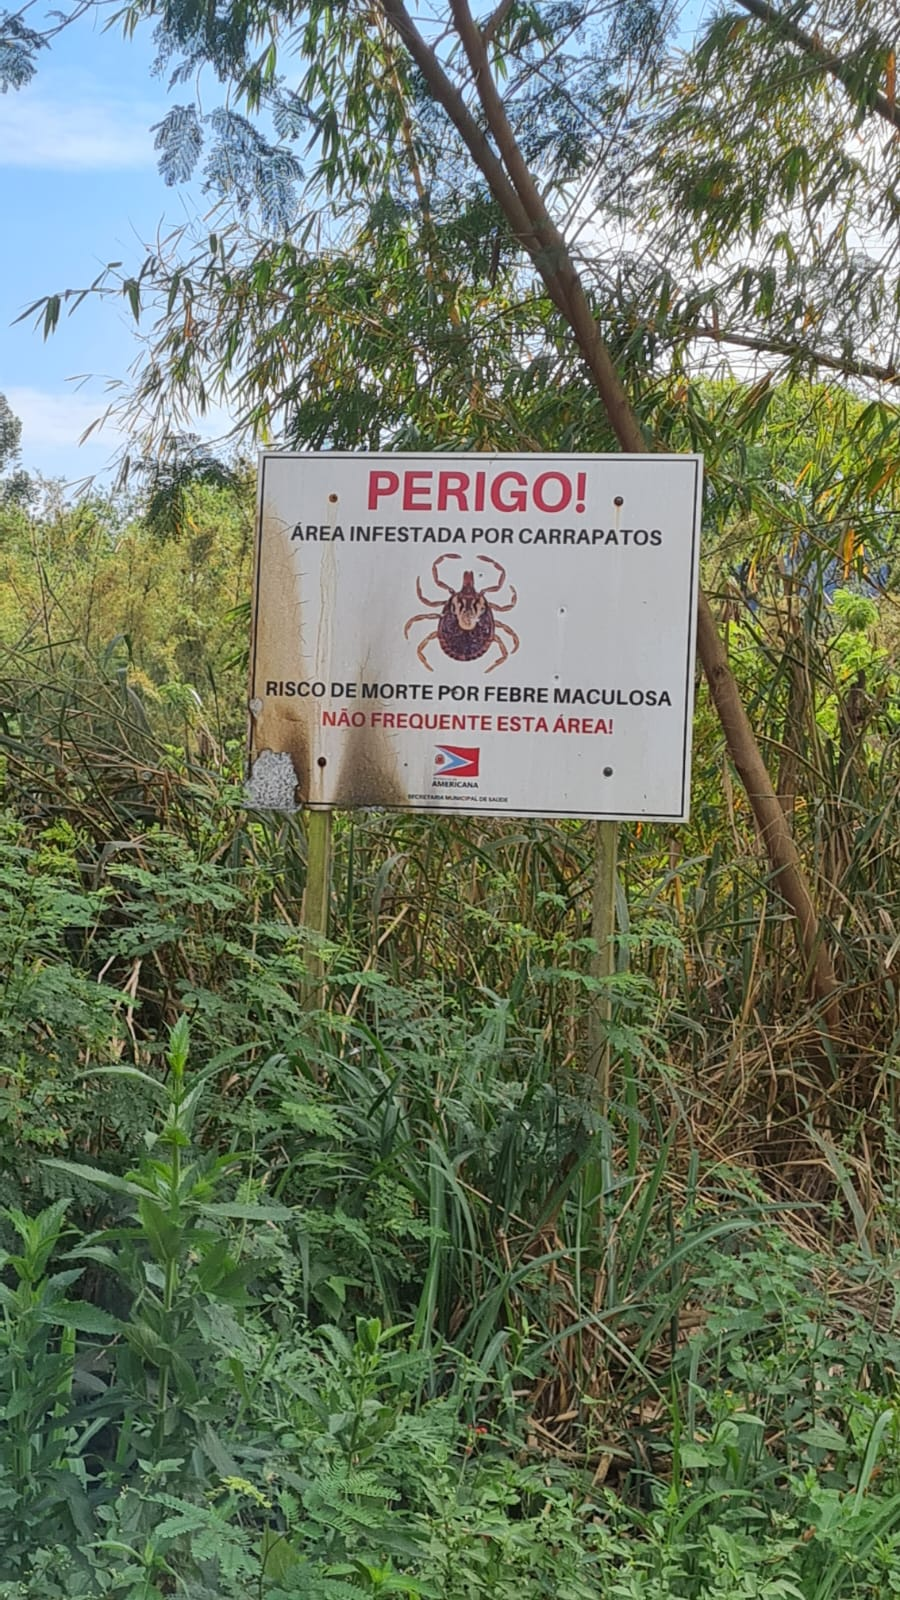 PERIGO!
ÁREA INFESTADA POR CARRAPATOS
RISCO DE MORTE POR FEBRE MACULOSA
NÃO FREQUENTE ESTA ÁREA!
AMERICANA
SECRETARIA MUNICIPAL DE SAÚDE